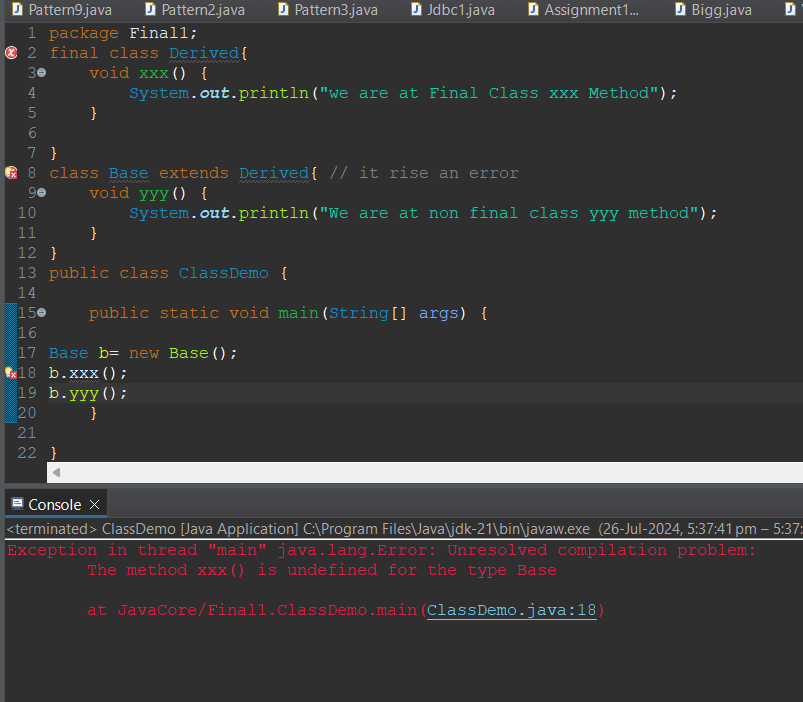 Pattern9.java Pattern2.java Pattern3.java Jdbc1.java Assignment1... Bigg.java
1 package Final1;
2 final class Derived{
3 void xxx() {
4 System.out.println("we are at Final Class xxx Method");
5 }
6
7 }
8 class Base extends Derived{ // it rise an error
9 void yyy() {
10 System.out.println("We are at non final class yyy method");
11 }
12 }
13 public class ClassDemo {
14
15 public static void main(String[] args) {
16
17 Base b= new Base();
18 b.xxx();
19 b.yyy();
20 }
21
22 }
Console
<terminated> ClassDemo [Java Application] C:\Program Files\Java\jdk-21\bin\javaw.exe (26-Jul-2024, 5:37:41 pm – 5:37:
Exception in thread "main" java.lang.Error: Unresolved compilation problem:
The method xxx() is undefined for the type Base
at JavaCore/Final1.ClassDemo.main(ClassDemo.java:18)